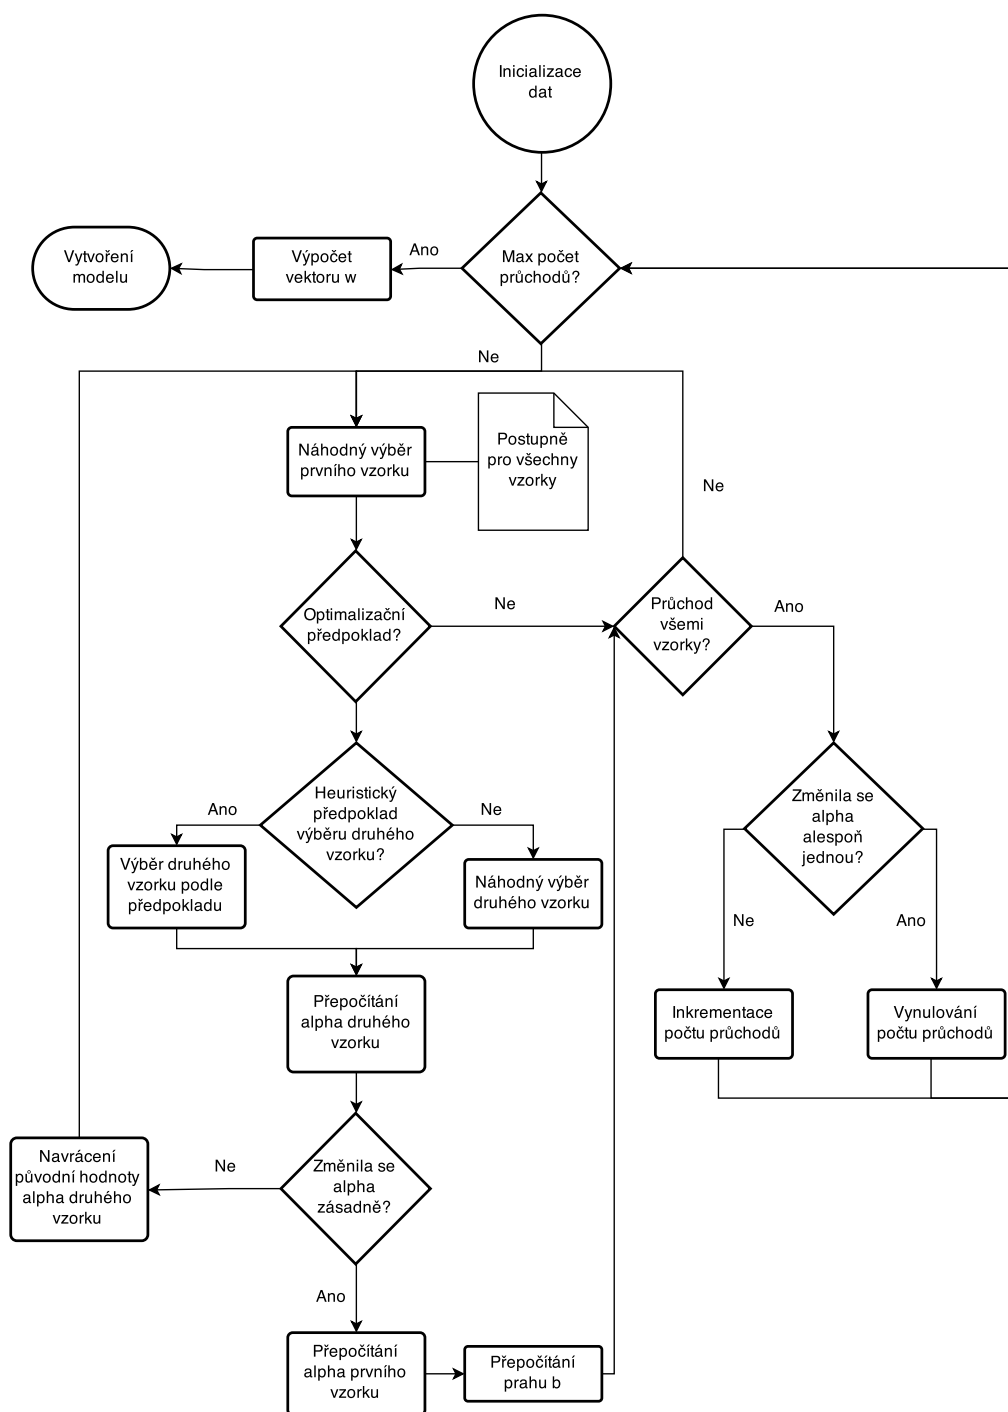 Inicializace
dat
Max počet
průchodů?
Ano
Výpočet
vektoru w
Vytvoření
modelu
Ne
Náhodný výběr
prvního vzorku
Postupně
pro všechny
vzorky
Ne
Optimalizační
předpoklad?
Ne
Průchod
všemi
vzorky?
Ano
Heuristický
předpoklad
výběru druhého
vzorku?
Ano
Ne
Výběr druhého
vzorku podle
předpokladu
Náhodný výběr
druhého vzorku
Změnila se
alpha
alespoň
jednou?
Ne
Ano
Přepočítání
alpha druhého
vzorku
Inkrementace
počtu průchodů
Vynulování
počtu průchodů
Změnila se
alpha
zásadně?
Ne
Navrácení
původní hodnoty
alpha druhého
vzorku
Ano
Přepočítání
alpha prvního
vzorku
Přepočítání
prahu b